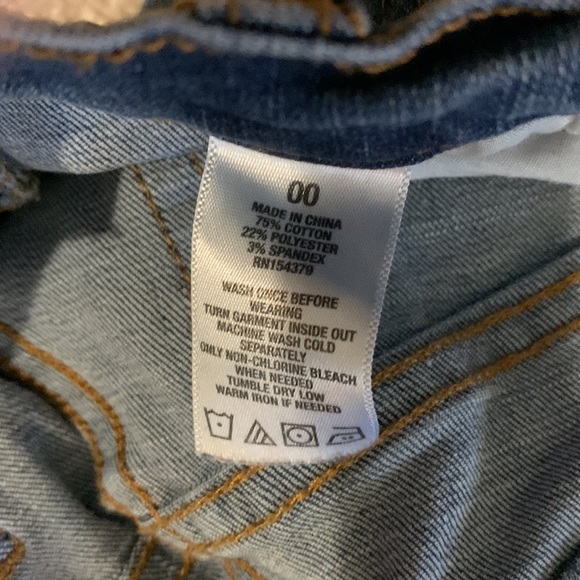 00
MADE IN CHINA
75% COTTON
22% POLYESTER
3% SPANDEX
RN154379
WASH ONCE BEFORE
WEARING
TURN GARMENT INSIDE OUT
MACHINE WASH COLD
SEPARATELY
ONLY NON-CHLORINE BLEACH
WHEN NEEDED
TUMBLE DRY LOW
WARM IRON IF NEEDED